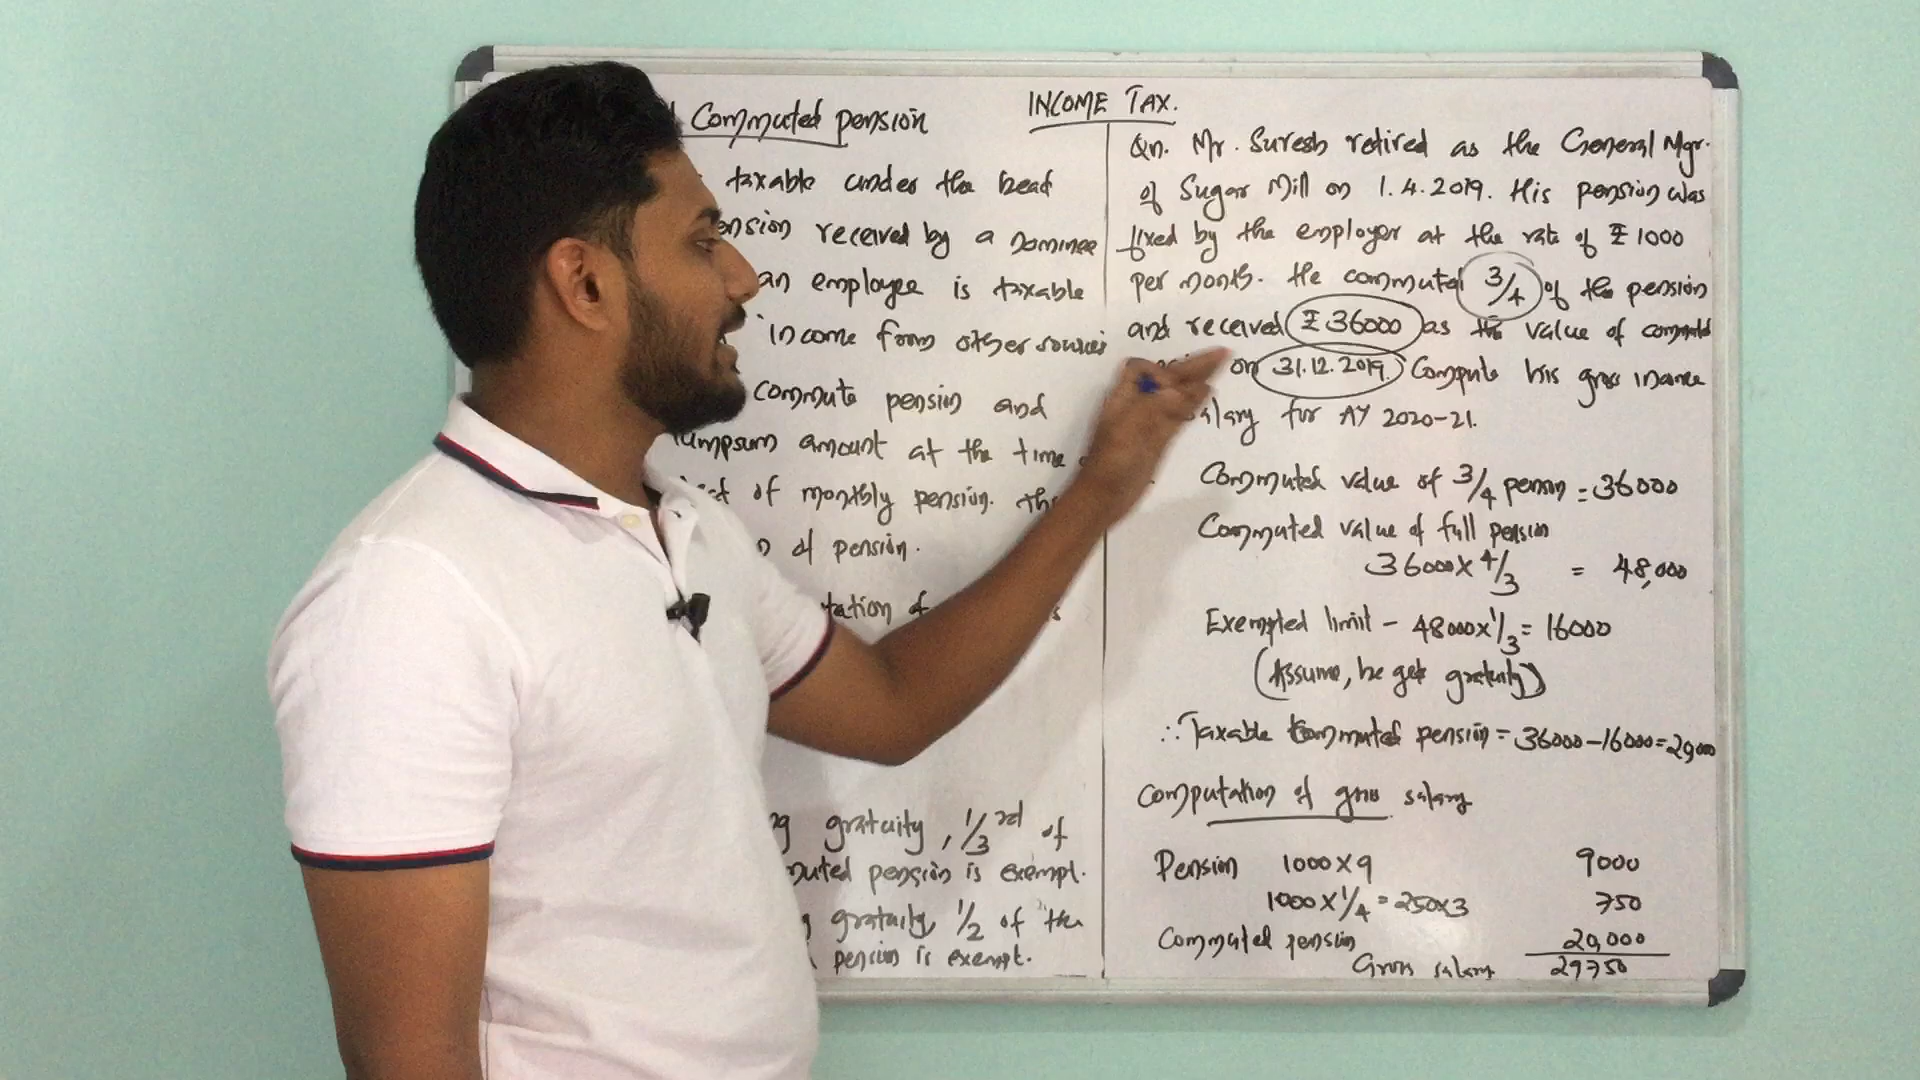 INCOME TAX.
Commuted pension
taxable under the head
ension received by a nominee
an employee is taxable
income from other sources
commute pension and
lumpsum amount at the time
of monthly pension.
of pension.
tation of
gratuity, 1/3rd of
muted pension is exempt.
gratuity, 1/2 of the
pension is exempt.
Qn. Mr. Suresh retired as the General Mgr.
of Sugar Mill on 1.4.2019. His pension was
fixed by the employer at the rate of ₹ 1000
per month. He commuted 3/4 of the pension
and received ₹ 36000 as the value of commuted
on 31.12.2019. Compute his gross income
salary for AY 2020-21.
Commuted value of 3/4 pension = 36000
Commuted value of full pension
36000 x 4/3 = 48,000
Exempted limit - 48000 x 1/3 = 16000
(Assume, he get gratuity)
∴ Taxable commuted pension = 36000-16000=20,000
Computation of gross salary
Pension 1000 x 9 9000
1000 x 1/4 = 250x3 750
Commuted pension 20,000
Gross salary 29750